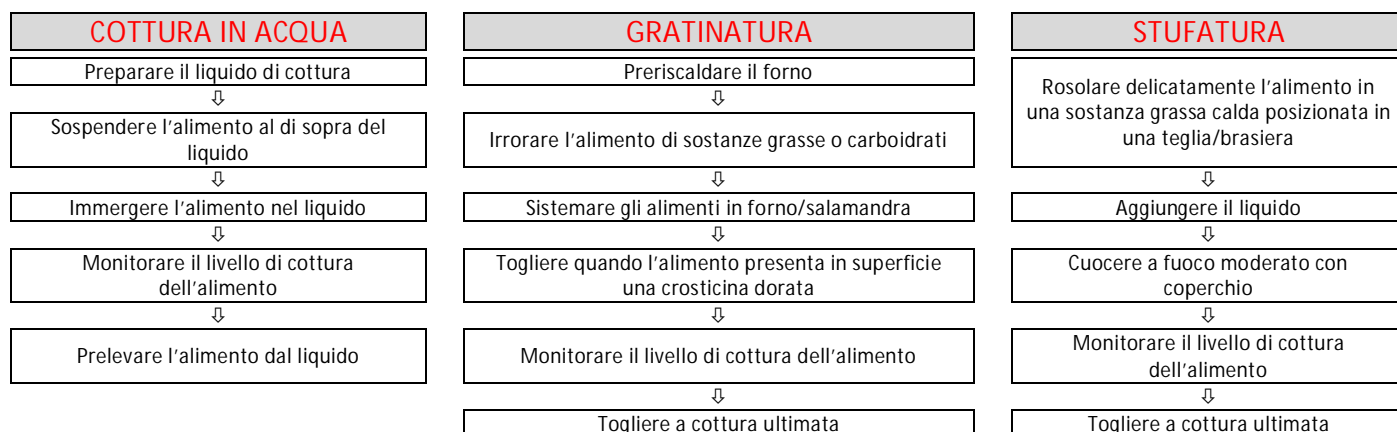 COTTURA IN ACQUA
Preparare il liquido di cottura
⇩
Sospendere l'alimento al di sopra del
liquido
⇩
Immergere l'alimento nel liquido
⇩
Monitorare il livello di cottura
dell'alimento
⇩
Prelevare l'alimento dal liquido
GRATINATURA
Preriscaldare il forno
⇩
Irrorare l'alimento di sostanze grasse o carboidrati
⇩
Sistemare gli alimenti in forno/salamandra
⇩
Togliere quando l'alimento presenta in superficie
una crosticina dorata
⇩
Monitorare il livello di cottura dell'alimento
⇩
Togliere a cottura ultimata
STUFATURA
Rosolare delicatamente l'alimento in
una sostanza grassa calda posizionata in
una teglia/brasiera
⇩
Aggiungere il liquido
⇩
Cuocere a fuoco moderato con
coperchio
⇩
Monitorare il livello di cottura
dell'alimento
⇩
Togliere a cottura ultimata